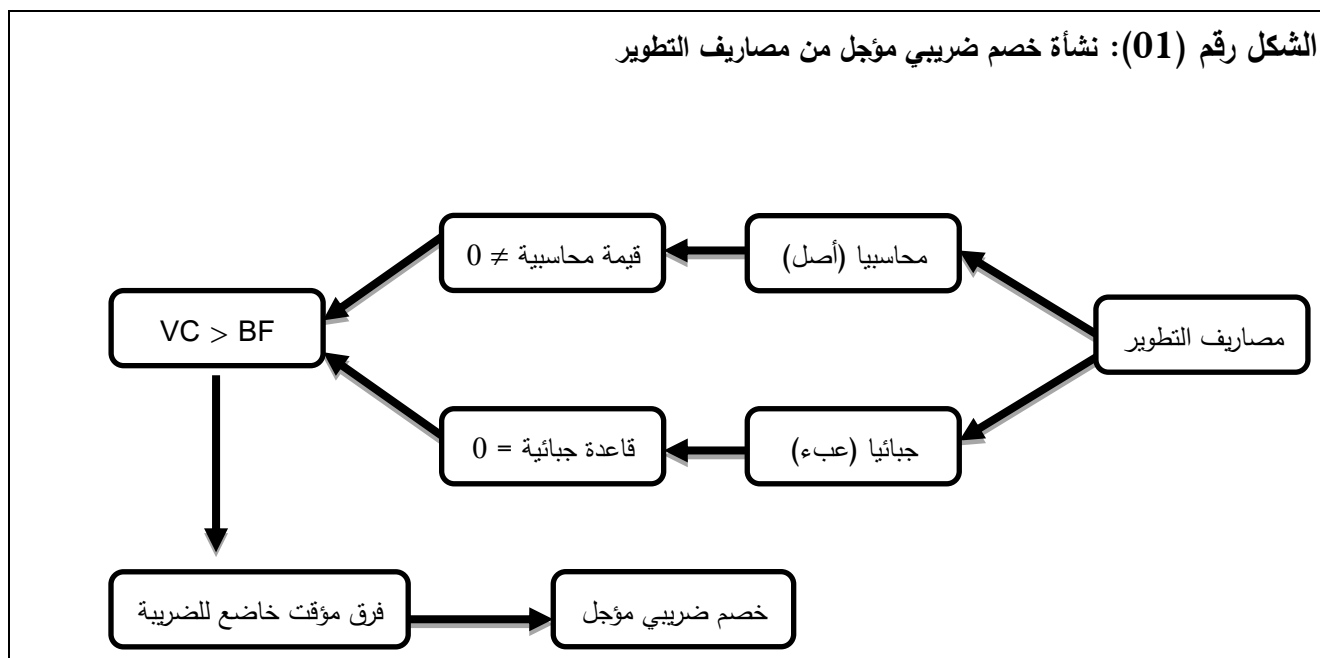 الشكل رقم (01): نشأة خصم ضريبي مؤجل من مصاريف التطوير
محاسبيا (أصل)
قيمة محاسبية ≠ 0
مصاريف التطوير
VC > BF
جبائيا (عبء)
قاعدة جبائية = 0
فرق مؤقت خاضع للضريبة
خصم ضريبي مؤجل